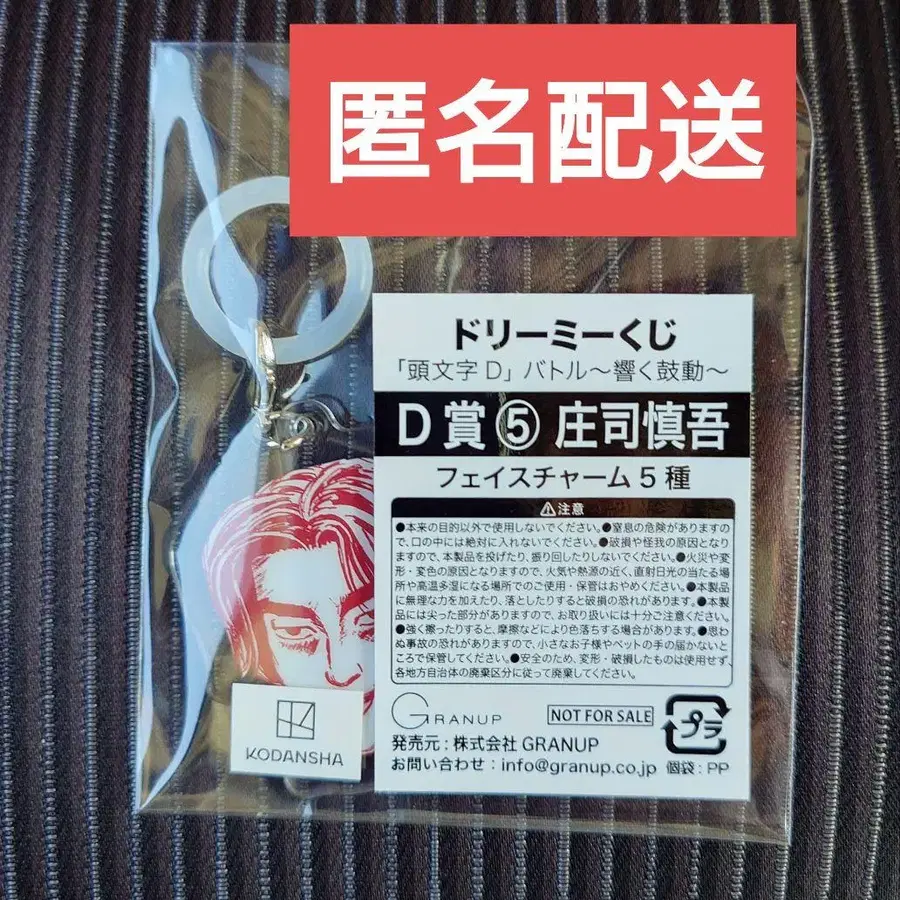 匿名配送
ドリーミーくじ
「頭文字D」バトル～響く鼓動～
D賞⑤庄司慎吾
フェイスチャーム5種
⚠注意
●本来の目的以外で使用しないでください。●窒息の危険がありますの
で、口の中には絶対に入れないでください。●破損や怪我の原因となり
ますので、本製品を投げたり、振り回したりしないでください。●火災や変
形・変色の原因となりますので、火気や熱源の近く、直射日光の当たる場
所や高温多湿になる場所でのご使用・保管はおやめください。●本製品
に無理な力を加えたり、落としたりすると破損の恐れがあります。●本製
品には尖った部分がありますので、お取り扱いには十分ご注意ください。
●強く擦ったりすると、摩擦などにより色落ちする場合があります。●思わ
ぬ事故の恐れがありますので、小さなお子様やペットの手の届かないと
ころで保管してください。●安全のため、変形・破損したものは使用せず、
各地方自治体の廃棄区分に従って廃棄してください。
GRANUP
NOT FOR SALE
プラ
発売元：株式会社 GRANUP
お問い合わせ：info@granup.co.jp
個袋：PP
KODANSHA